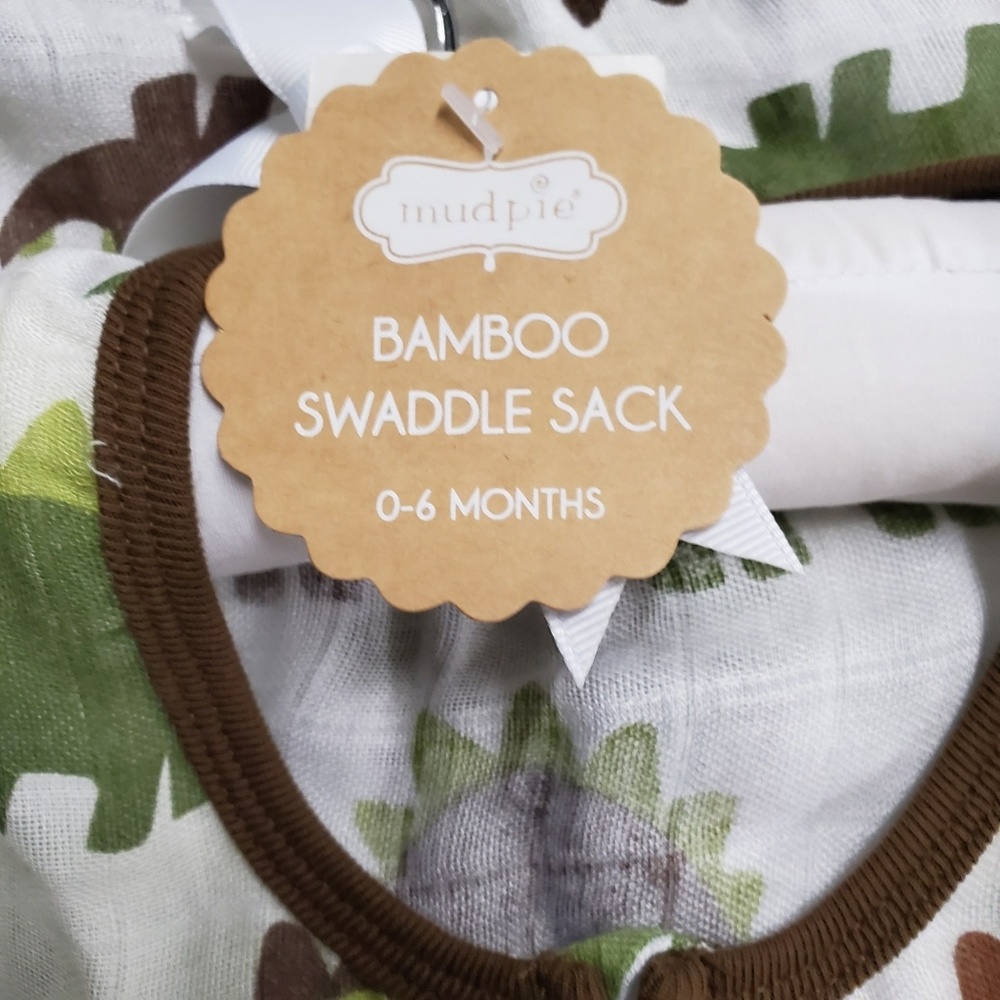 mudpie®
BAMBOO
SWADDLE SACK
0-6 MONTHS